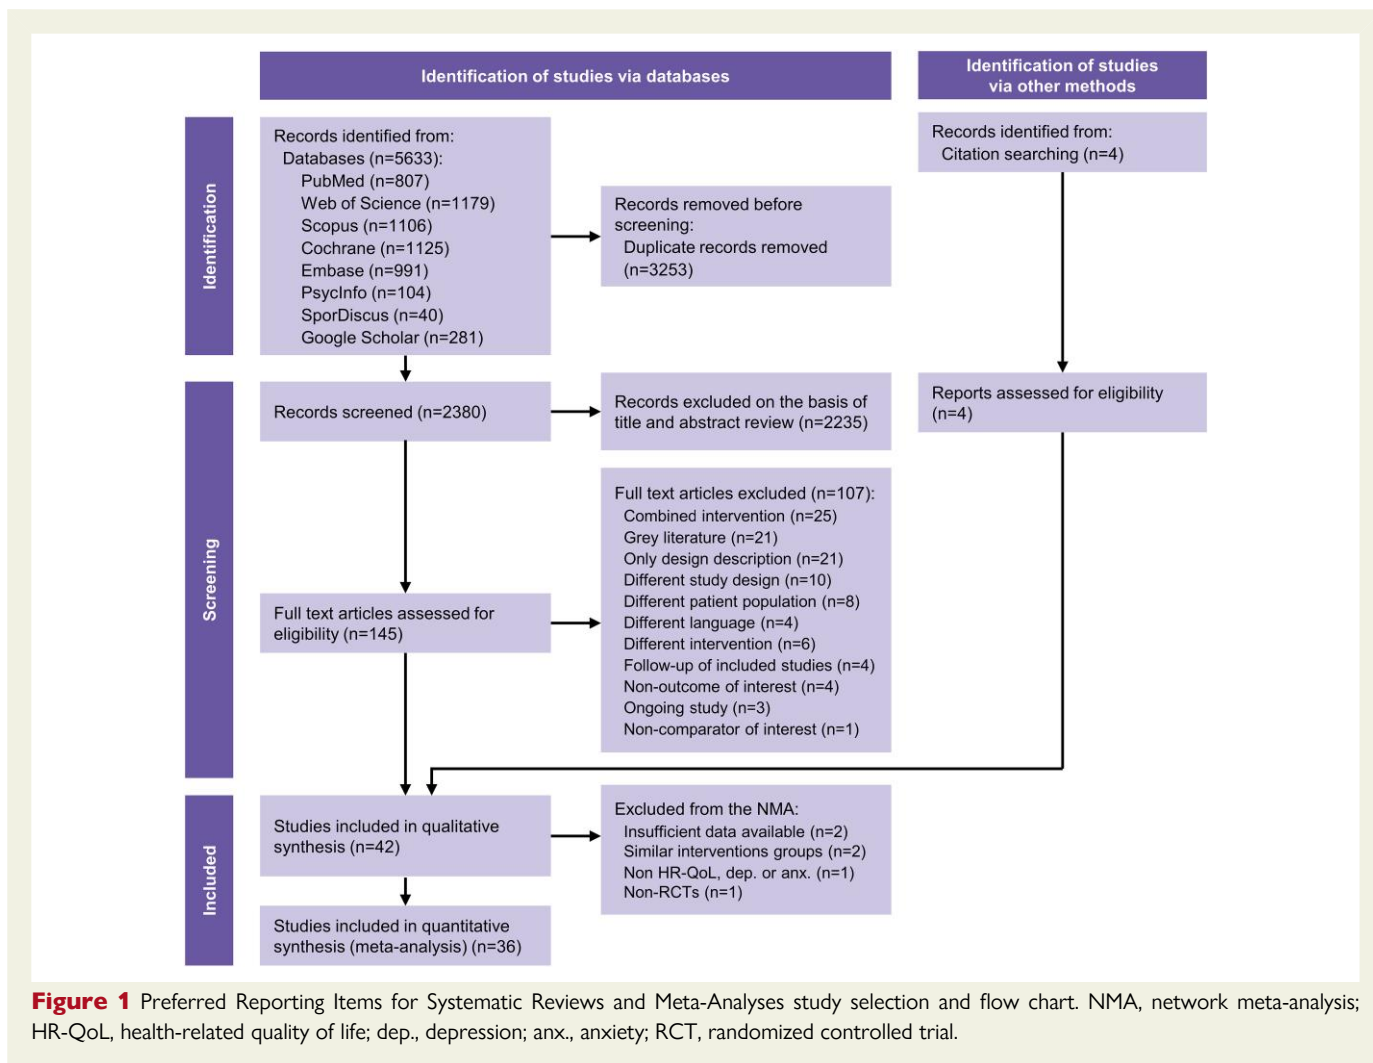 Identification of studies via databases
Identification of studies
via other methods
Identification
Records identified from:
Databases (n=5633):
PubMed (n=807)
Web of Science (n=1179)
Scopus (n=1106)
Cochrane (n=1125)
Embase (n=991)
PsycInfo (n=104)
SporDiscus (n=40)
Google Scholar (n=281)
Records removed before
screening:
Duplicate records removed
(n=3253)
Records identified from:
Citation searching (n=4)
Screening
Records screened (n=2380)
Records excluded on the basis of
title and abstract review (n=2235)
Reports assessed for eligibility
(n=4)
Full text articles assessed for
eligibility (n=145)
Full text articles excluded (n=107):
Combined intervention (n=25)
Grey literature (n=21)
Only design description (n=21)
Different study design (n=10)
Different patient population (n=8)
Different language (n=4)
Different intervention (n=6)
Follow-up of included studies (n=4)
Non-outcome of interest (n=4)
Ongoing study (n=3)
Non-comparator of interest (n=1)
Included
Studies included in qualitative
synthesis (n=42)
Excluded from the NMA:
Insufficient data available (n=2)
Similar interventions groups (n=2)
Non HR-QoL, dep. or anx. (n=1)
Non-RCTs (n=1)
Studies included in quantitative
synthesis (meta-analysis) (n=36)
Figure 1 Preferred Reporting Items for Systematic Reviews and Meta-Analyses study selection and flow chart. NMA, network meta-analysis;
HR-QoL, health-related quality of life; dep., depression; anx., anxiety; RCT, randomized controlled trial.